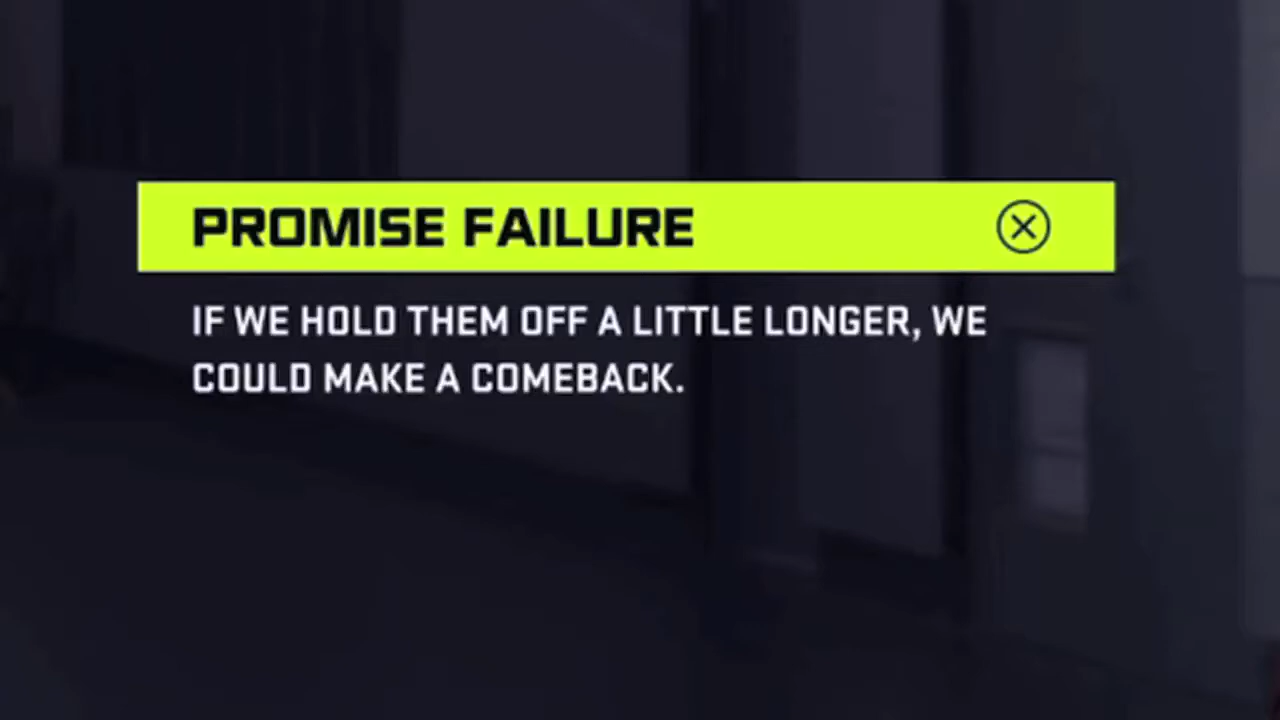 PROMISE FAILURE
IF WE HOLD THEM OFF A LITTLE LONGER, WE
COULD MAKE A COMEBACK.